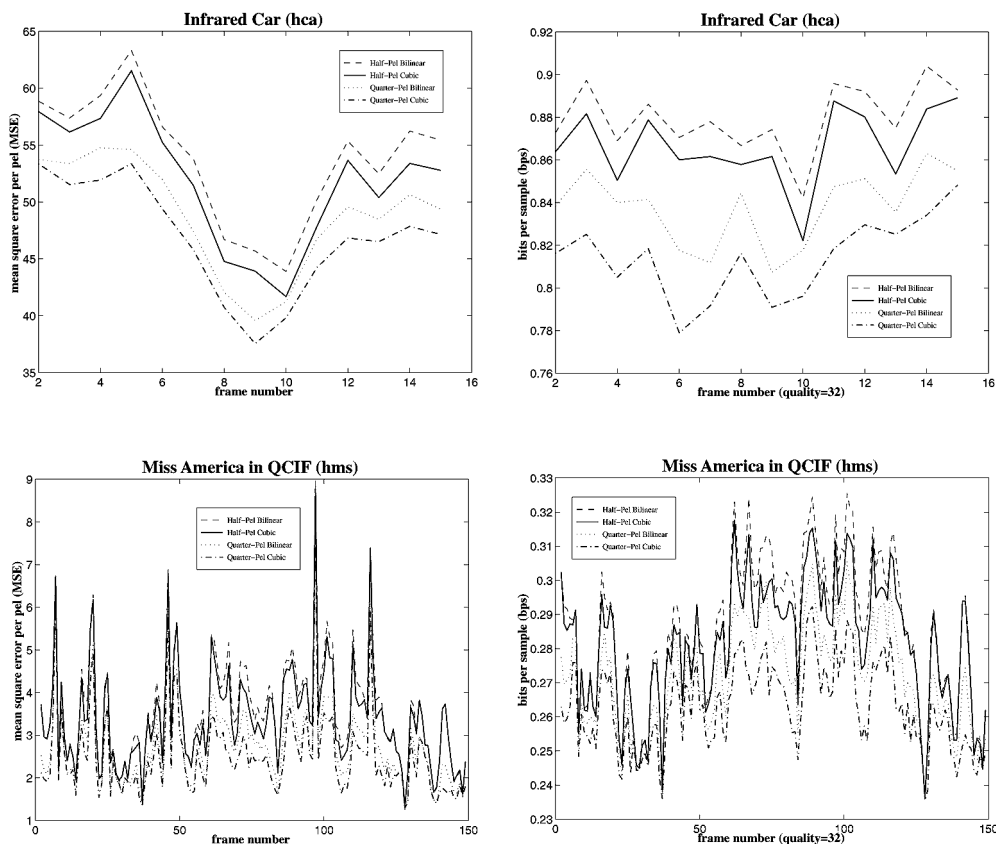 Infrared Car (hca)
mean square error per pel (MSE)
65
60
55
50
45
40
35
2 4 6 8 10 12 14 16
frame number
Half-Pel Bilinear
Half-Pel Cubic
Quarter-Pel Bilinear
Quarter-Pel Cubic
Infrared Car (hca)
bits per sample (bps)
0.92
0.9
0.88
0.86
0.84
0.82
0.8
0.78
0.76
2 4 6 8 10 12 14 16
frame number (quality=32)
Half-Pel Bilinear
Half-Pel Cubic
Quarter-Pel Bilinear
Quarter-Pel Cubic
Miss America in QCIF (hms)
mean square error per pel (MSE)
9
8
7
6
5
4
3
2
1
0 50 100 150
frame number
Half-Pel Bilinear
Half-Pel Cubic
Quarter-Pel Bilinear
Quarter-Pel Cubic
Miss America in QCIF (hms)
bits per sample (bps)
0.33
0.32
0.31
0.3
0.29
0.28
0.27
0.26
0.25
0.24
0.23
0 50 100 150
frame number (quality=32)
Half-Pel Bilinear
Half-Pel Cubic
Quarter-Pel Bilinear
Quarter-Pel Cubic